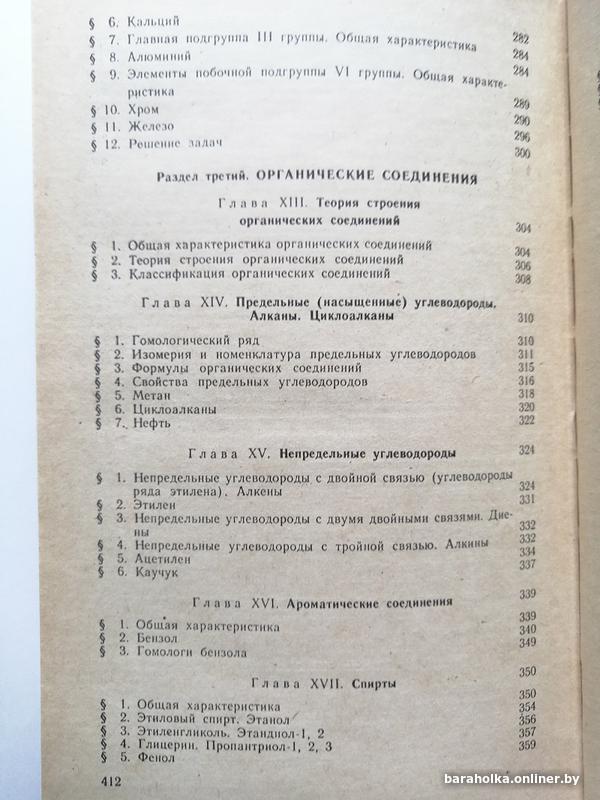 § 6. Кальций 282
§ 7. Главная подгруппа III группы. Общая характеристика 284
§ 8. Алюминий 284
§ 9. Элементы побочной подгруппы VI группы. Общая характе-
ристика 289
§ 10. Хром 290
§ 11. Железо 296
§ 12. Решение задач 300
Раздел третий. ОРГАНИЧЕСКИЕ СОЕДИНЕНИЯ
Глава XIII. Теория строения
органических соединений 304
§ 1. Общая характеристика органических соединений 304
§ 2. Теория строения органических соединений 306
§ 3. Классификация органических соединений 308
Глава XIV. Предельные (насыщенные) углеводороды.
Алканы. Циклоалканы 310
§ 1. Гомологический ряд 310
§ 2. Изомерия и номенклатура предельных углеводородов 311
§ 3. Формулы органических соединений 315
§ 4. Свойства предельных углеводородов 316
§ 5. Метан 318
§ 6. Циклоалканы 320
§ 7. Нефть 322
Глава XV. Непредельные углеводороды 324
§ 1. Непредельные углеводороды с двойной связью (углеводороды
ряда этилена). Алкены 324
§ 2. Этилен 331
§ 3. Непредельные углеводороды с двумя двойными связями. Дие-
ны 332
§ 4. Непредельные углеводороды с тройной связью. Алкины 332
§ 5. Ацетилен 334
§ 6. Каучук 337
Глава XVI. Ароматические соединения 339
§ 1. Общая характеристика 339
§ 2. Бензол 340
§ 3. Гомологи бензола 349
Глава XVII. Спирты 350
§ 1. Общая характеристика 350
§ 2. Этиловый спирт. Этанол 354
§ 3. Этиленгликоль. Этандиол-1, 2 356
§ 4. Глицерин. Пропантриол-1, 2, 3 357
§ 5. Фенол 359
412
baraholka.onliner.by